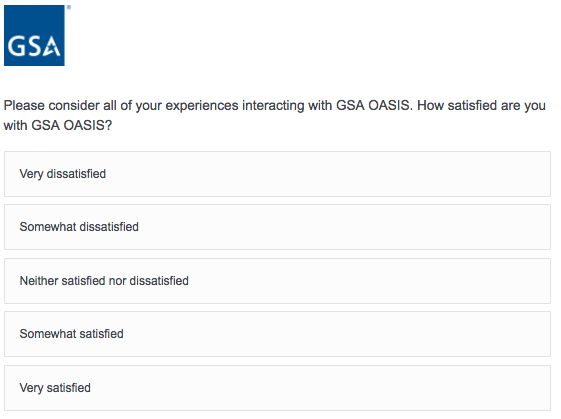 GSA
Please consider all of your experiences interacting with GSA OASIS. How satisfied are you
with GSA OASIS?
Very dissatisfied
Somewhat dissatisfied
Neither satisfied nor dissatisfied
Somewhat satisfied
Very satisfied